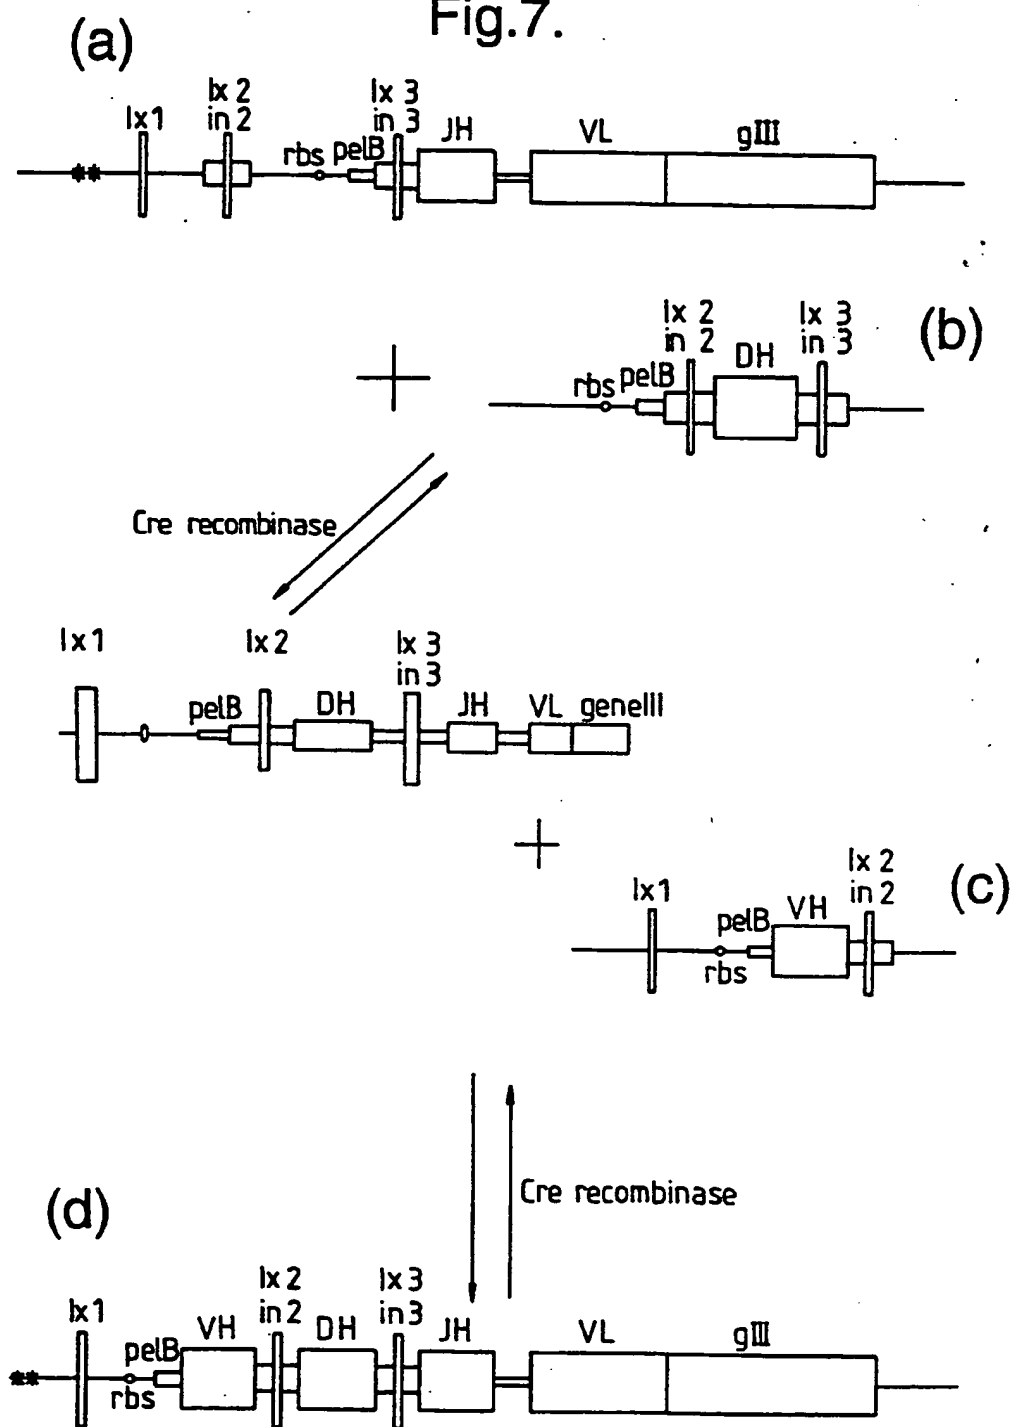 Fig.7.
(a)
lx1
lx 2
in 2
rbs
pelB
lx 3
in 3
JH
VL
gIII
**
(b)
rbs
pelB
lx 2
in 2
DH
lx 3
in 3
+
Cre recombinase
lx1
pelB
lx2
DH
lx 3
in 3
JH
VL
geneIII
+
(c)
lx1
pelB
rbs
VH
lx 2
in 2
Cre recombinase
(d)
**
lx1
pelB
rbs
VH
lx 2
in 2
DH
lx 3
in 3
JH
VL
gIII